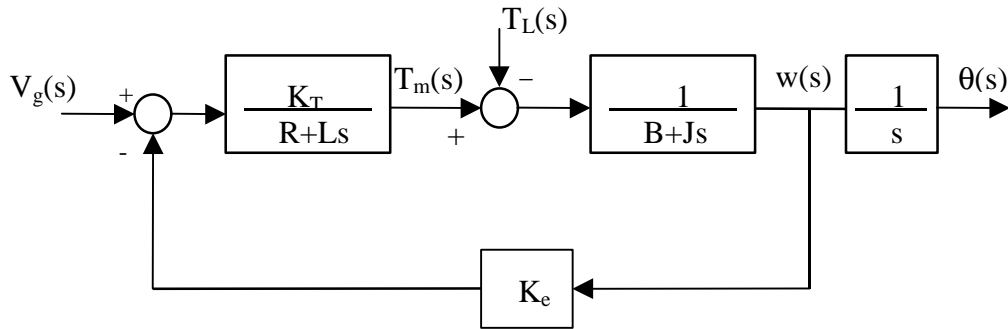 T_L(s)
V_g(s)
+
-
K_T
R+Ls
T_m(s)
+
−
1
B+Js
w(s)
1
s
θ(s)
K_e